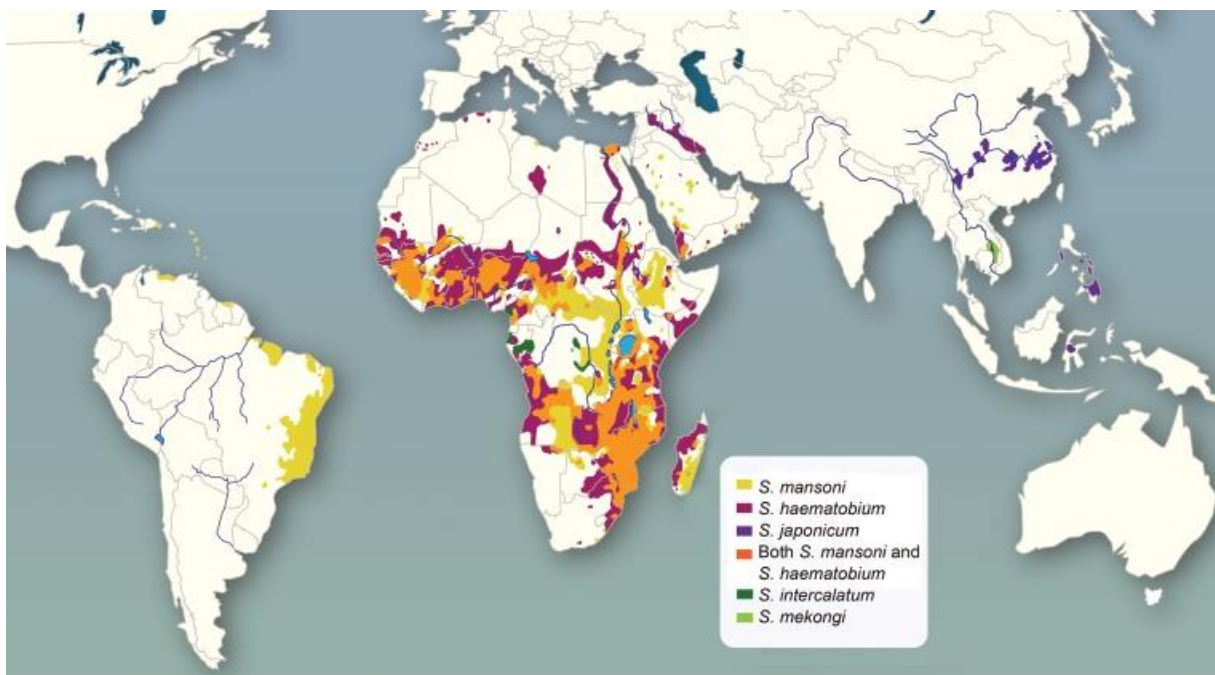 S. mansoni
S. haematobium
S. japonicum
Both S. mansoni and
S. haematobium
S. intercalatum
S. mekongi